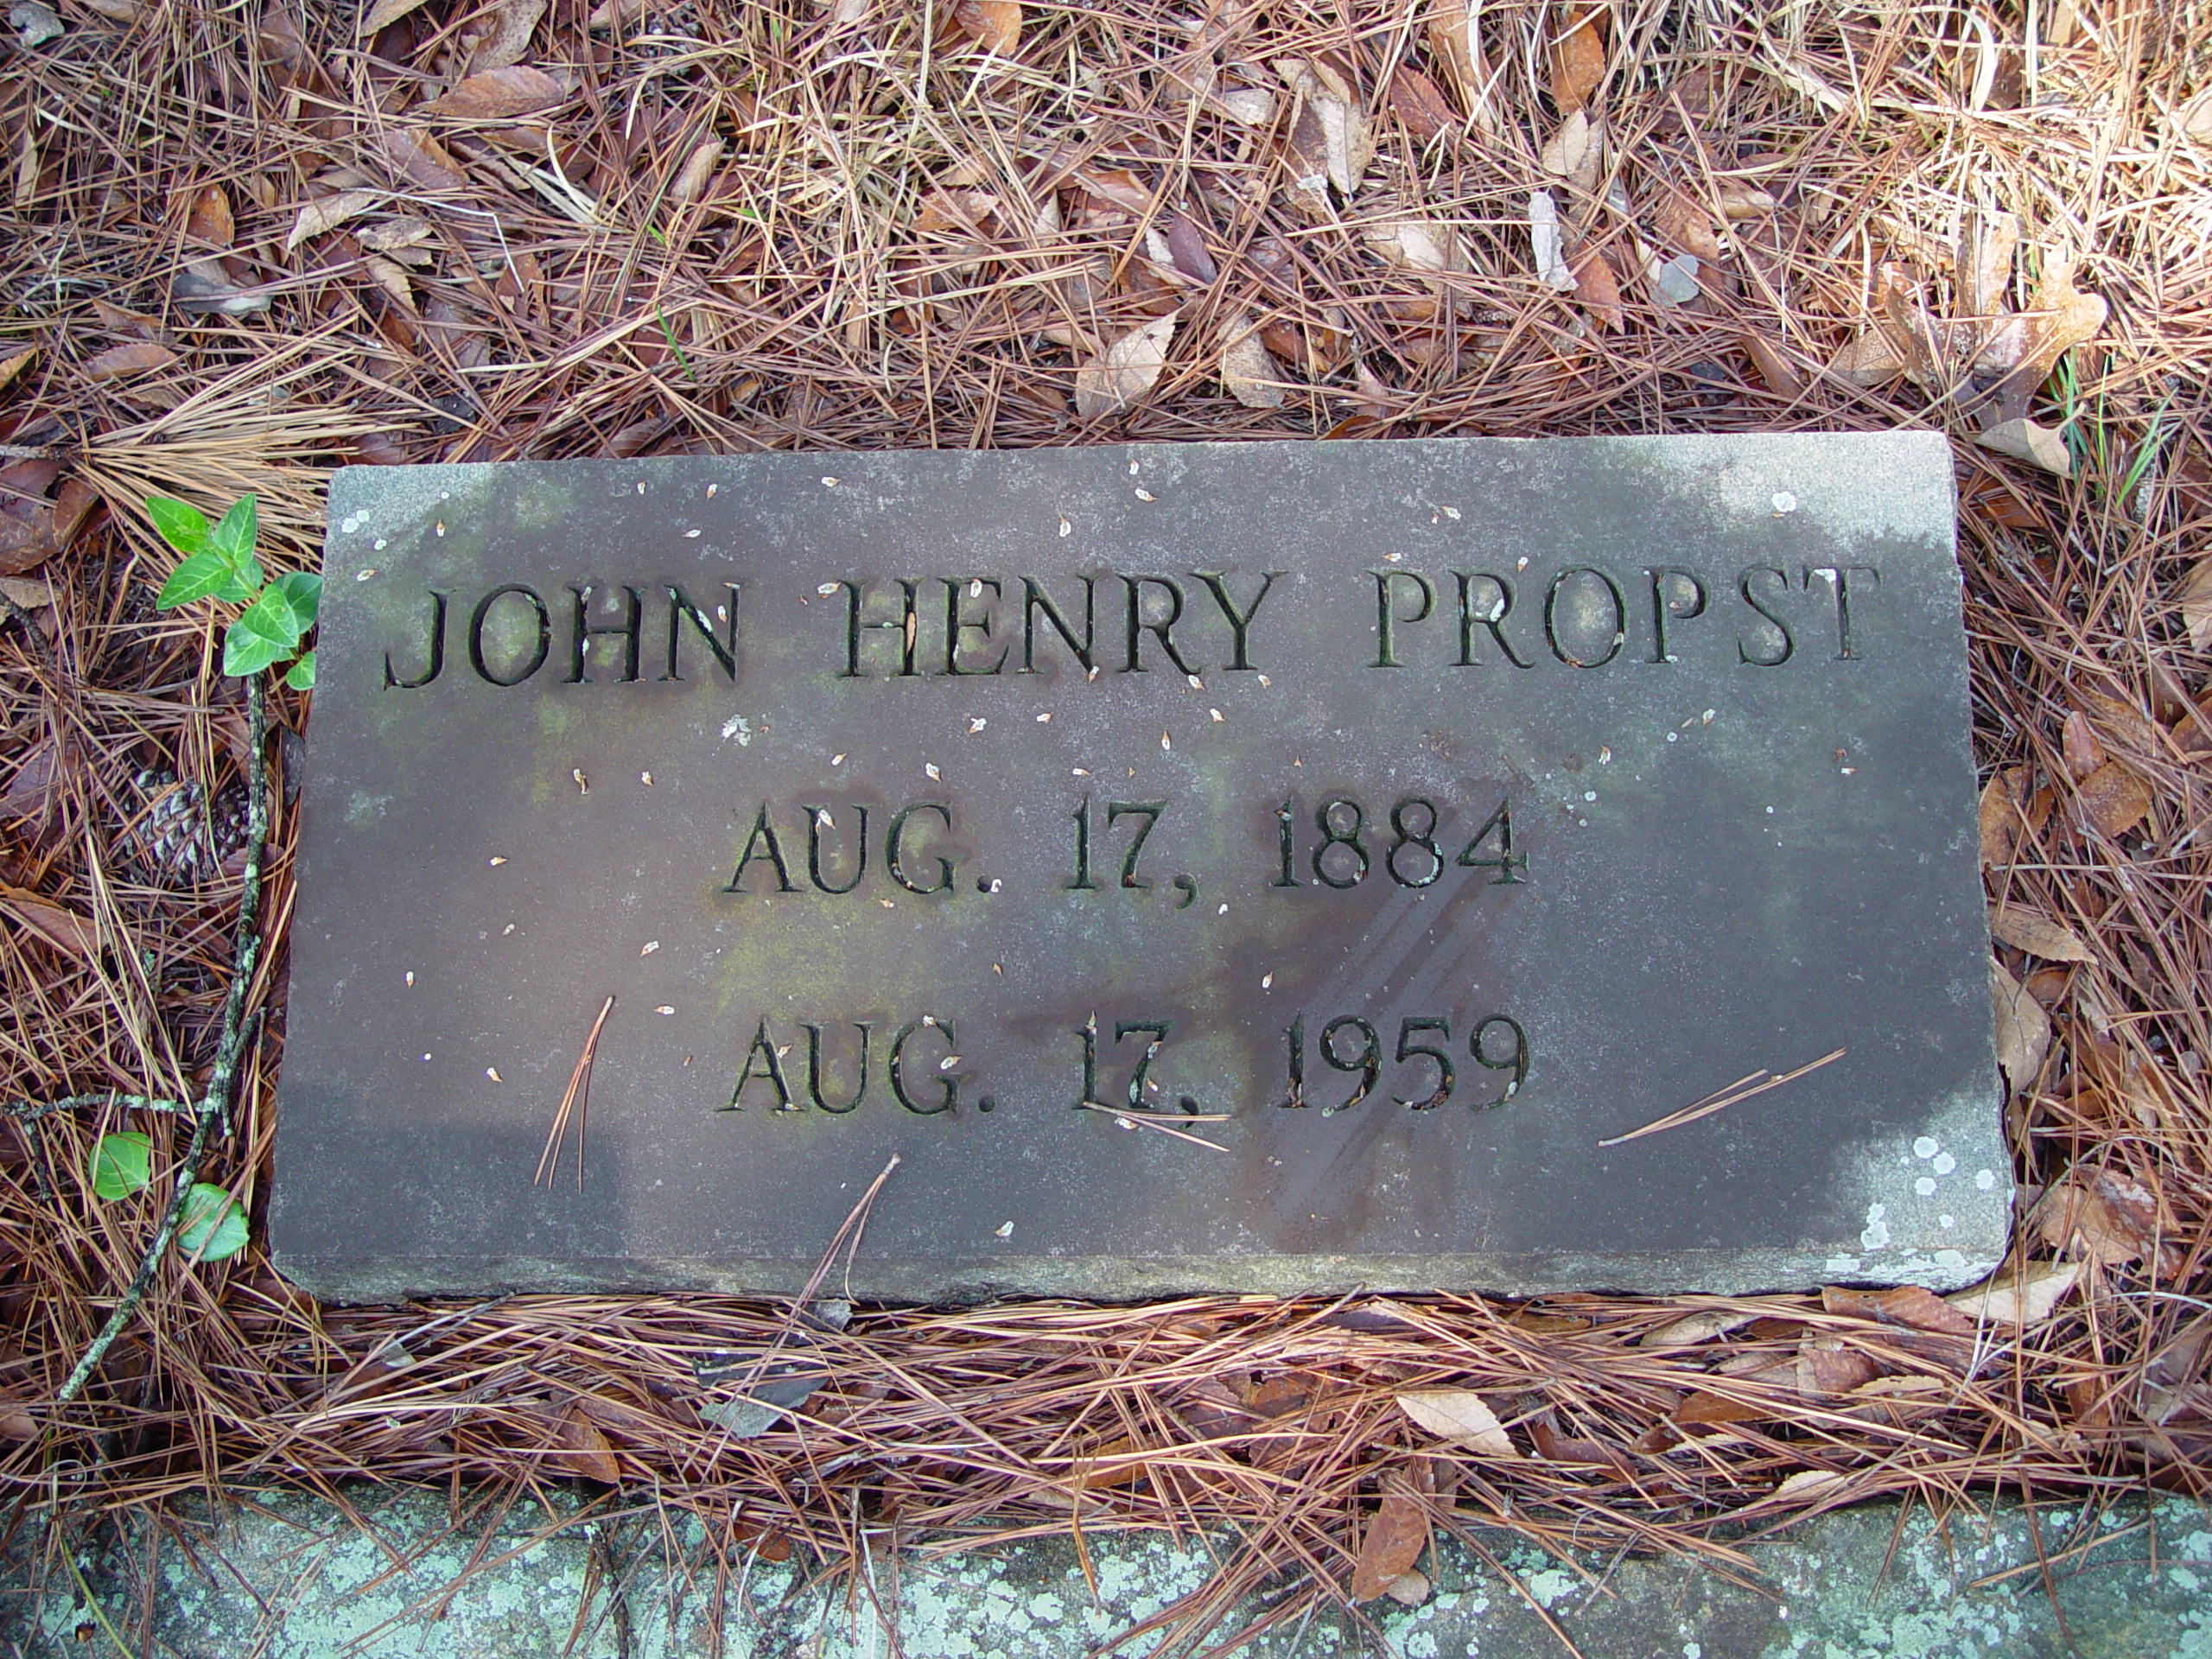 JOHN HENRY PROPST
AUG. 17, 1884
AUG. 17, 1959